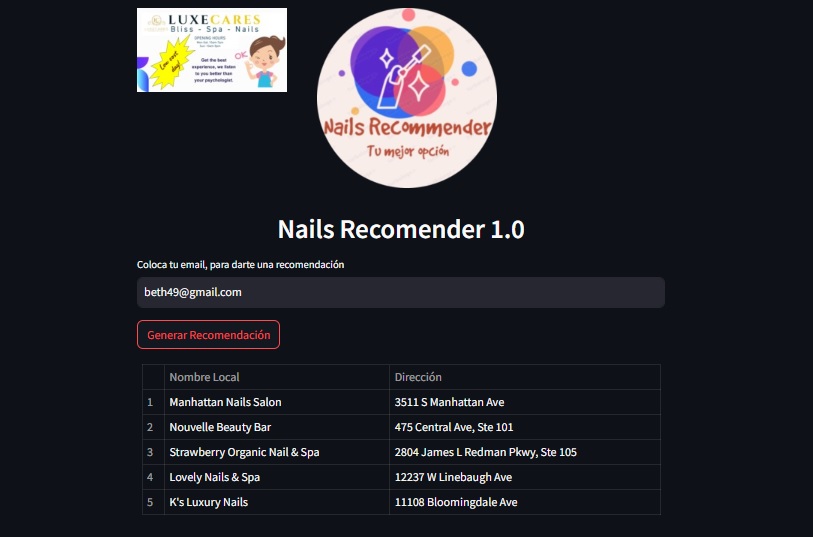 LUXECARES
Bliss - Spa - Nails
OPENING HOURS
Low cost day!
OK
Get the best
experience, we listen
to you better than
your psychologist.
Nails Recommender
Tu mejor opción
Nails Recomender 1.0
Coloca tu email, para darte una recomendación
beth49@gmail.com
Generar Recomendación
Nombre Local Dirección
1 Manhattan Nails Salon 3511 S Manhattan Ave
2 Nouvelle Beauty Bar 475 Central Ave, Ste 101
3 Strawberry Organic Nail & Spa 2804 James L Redman Pkwy, Ste 105
4 Lovely Nails & Spa 12237 W Linebaugh Ave
5 K's Luxury Nails 11108 Bloomingdale Ave